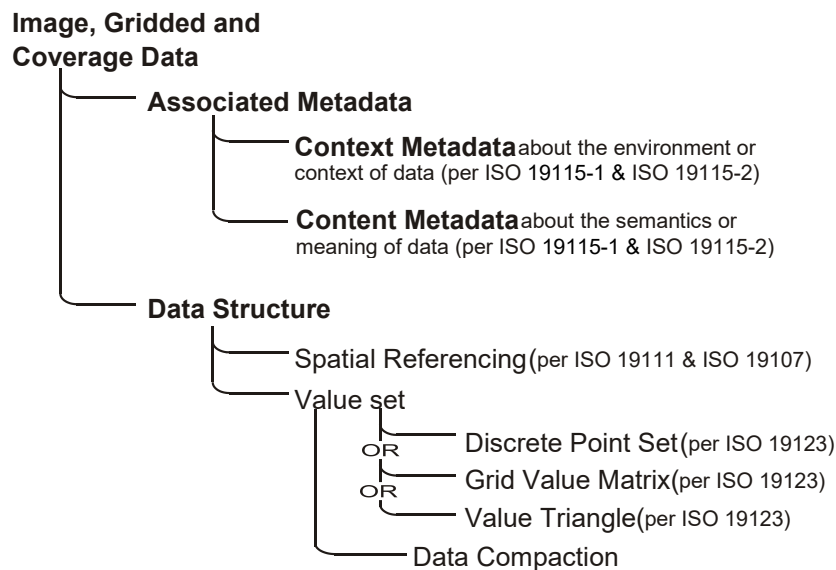 Image, Gridded and
Coverage Data
Associated Metadata
Context Metadata about the environment or
context of data (per ISO 19115-1 & ISO 19115-2)
Content Metadata about the semantics or
meaning of data (per ISO 19115-1 & ISO 19115-2)
Data Structure
Spatial Referencing (per ISO 19111 & ISO 19107)
Value set
Discrete Point Set (per ISO 19123)
OR
Grid Value Matrix (per ISO 19123)
OR
Value Triangle (per ISO 19123)
Data Compaction